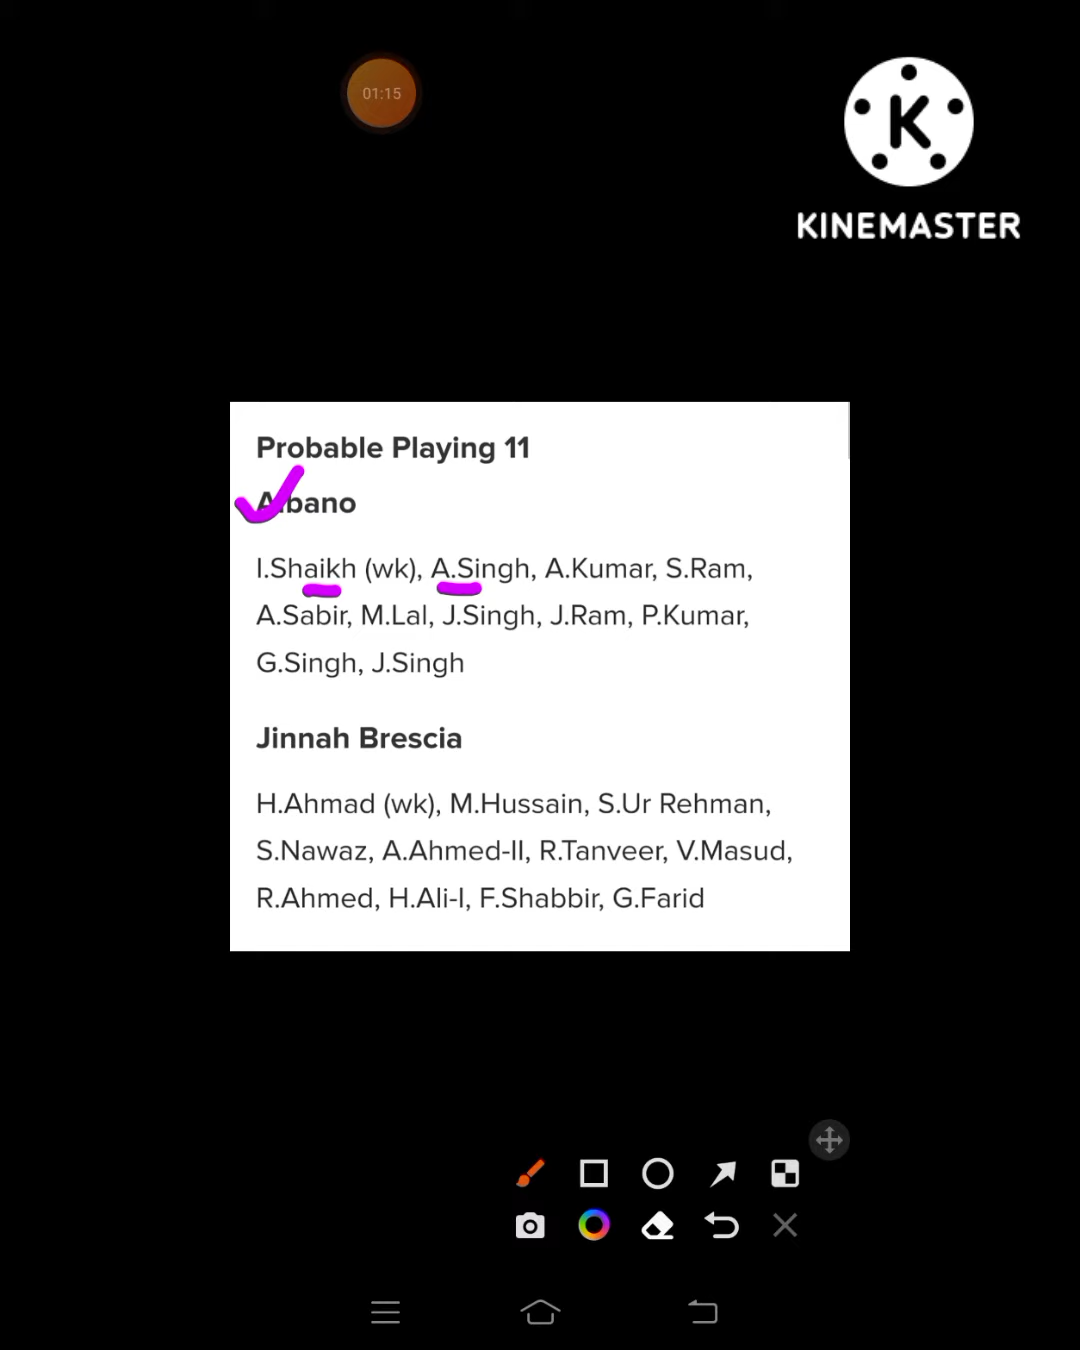 01:15
K
KINEMASTER
Probable Playing 11
Albano
I.Shaikh (wk), A.Singh, A.Kumar, S.Ram,
A.Sabir, M.Lal, J.Singh, J.Ram, P.Kumar,
G.Singh, J.Singh
Jinnah Brescia
H.Ahmad (wk), M.Hussain, S.Ur Rehman,
S.Nawaz, A.Ahmed-II, R.Tanveer, V.Masud,
R.Ahmed, H.Ali-I, F.Shabbir, G.Farid